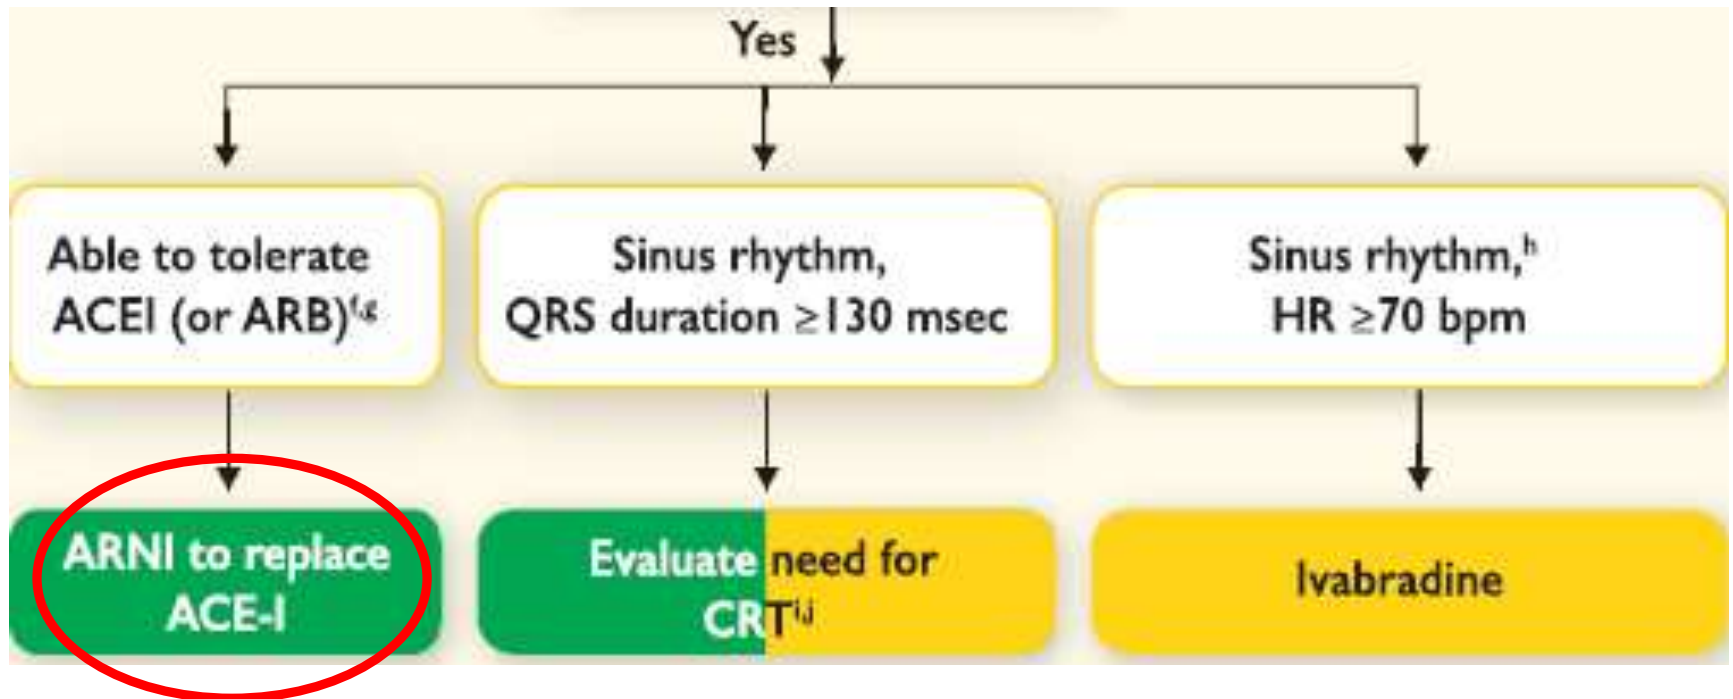 Yes
Able to tolerate
ACEI (or ARB)f,g
Sinus rhythm,
QRS duration ≥130 msec
Sinus rhythm,h
HR ≥70 bpm
ARNI to replace
ACE-I
Evaluate need for
CRTi,j
Ivabradine